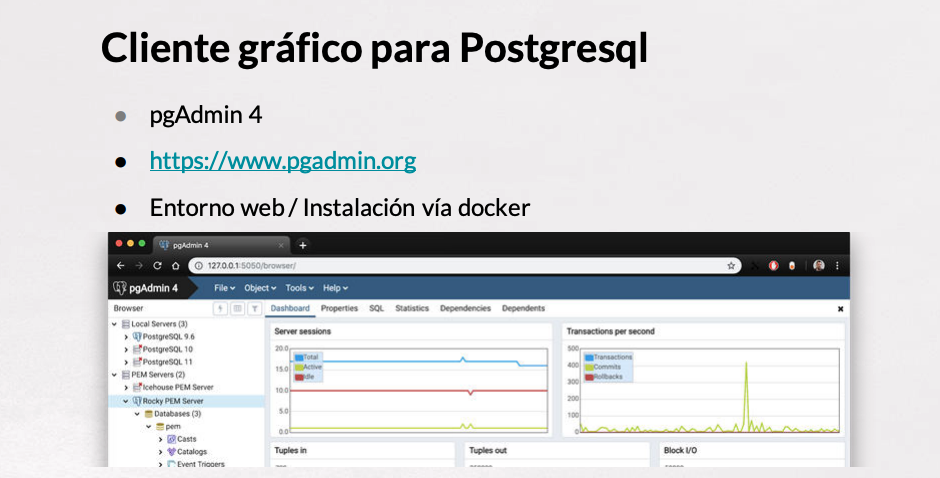 Cliente gráfico para Postgresql
pgAdmin 4
https://www.pgadmin.org
Entorno web / Instalación vía docker
pgAdmin 4
127.0.0.1:5050/browser/
pgAdmin 4 File Object Tools Help
Browser Dashboard Properties SQL Statistics Dependencies Dependents
Local Servers (3)
PostgreSQL 9.6
PostgreSQL 10
PostgreSQL 11
PEM Servers (2)
Icehouse PEM Server
Rocky PEM Server
Databases (3)
pem
Casts
Catalogs
Event Triggers
Server sessions
20.0
15.0
10.0
5.0
0.0
Total
Active
Idle
Transactions per second
500
400
300
200
100
0
Transactions
Commits
Rollbacks
Tuples in
Tuples out
Block I/O